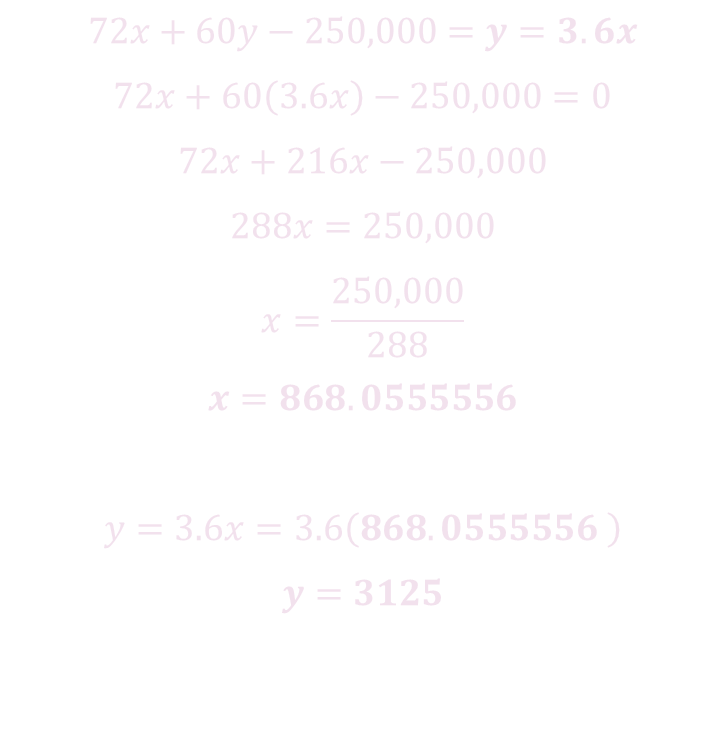 72x + 60y − 250,000 = y = 3.6x
72x + 60(3.6x) − 250,000 = 0
72x + 216x − 250,000
288x = 250,000
x = 250,000/288
x = 868.0555556
y = 3.6x = 3.6(868.0555556 )
y = 3125